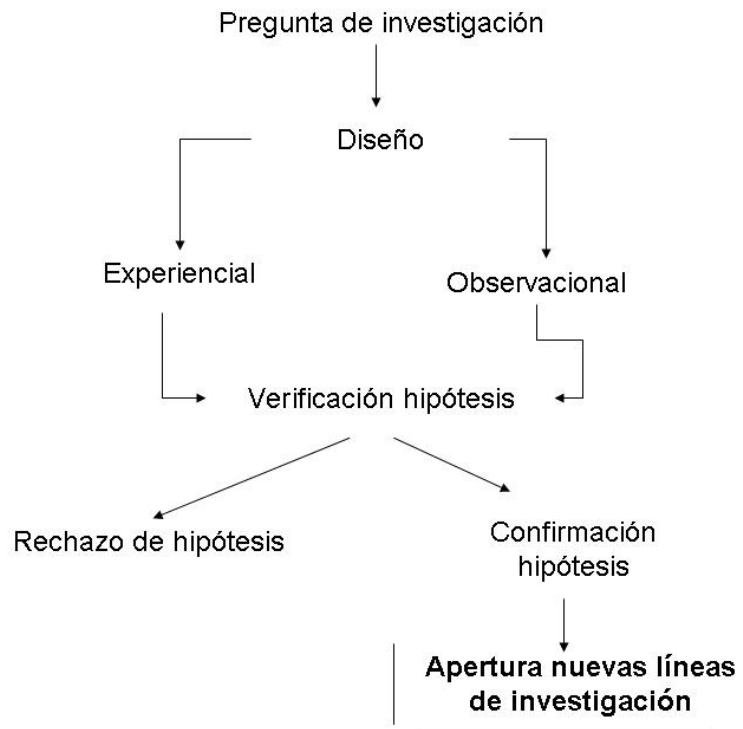 Pregunta de investigación
Diseño
Experiencial
Observacional
Verificación hipótesis
Rechazo de hipótesis
Confirmación
hipótesis
Apertura nuevas líneas
de investigación